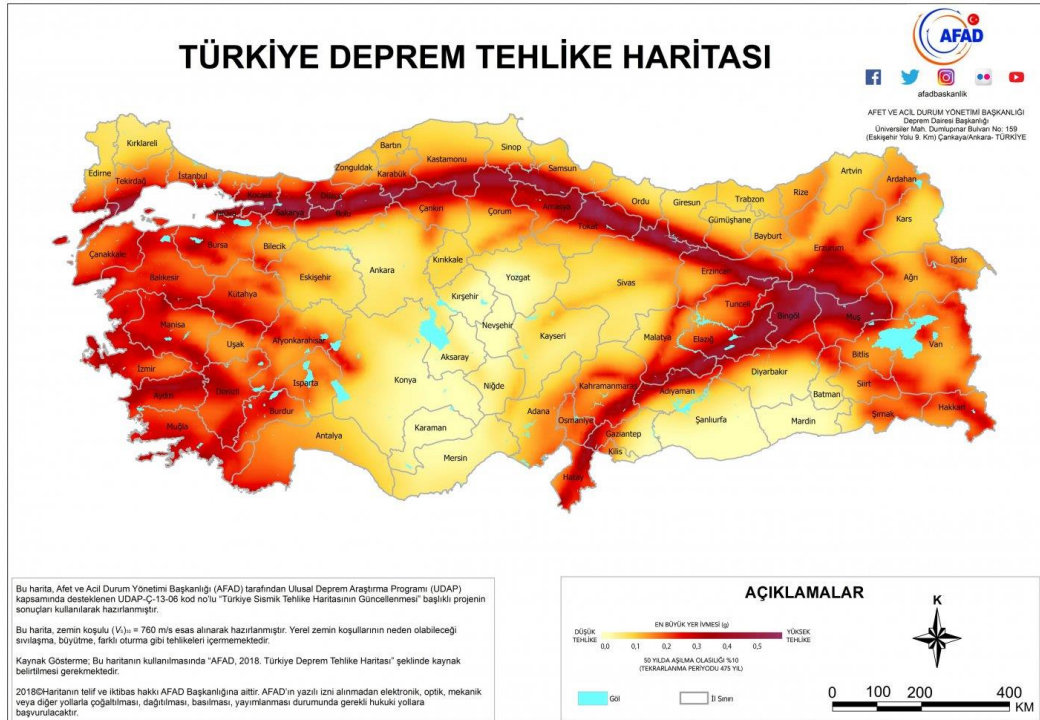 TÜRKİYE DEPREM TEHLİKE HARİTASI
AFAD
afadbaskanlik
AFET VE ACİL DURUM YÖNETİMİ BAŞKANLIĞI
Deprem Dairesi Başkanlığı
Üniversiler Mah. Dumlupınar Bulvarı No: 159
(Eskişehir Yolu 9. Km) Çankaya/Ankara- TÜRKİYE
Kırklareli
Edirne
Tekirdağ
İstanbul
Kocaeli
Sakarya
Düzce
Bolu
Zonguldak
Bartın
Karabük
Kastamonu
Sinop
Samsun
Çankırı
Çorum
Amasya
Tokat
Ordu
Giresun
Trabzon
Gümüşhane
Bayburt
Rize
Artvin
Ardahan
Kars
Iğdır
Ağrı
Erzurum
Erzincan
Çanakkale
Bursa
Bilecik
Eskişehir
Ankara
Kırıkkale
Yozgat
Sivas
Tunceli
Bingöl
Muş
Balıkesir
Kütahya
Kırşehir
Nevşehir
Kayseri
Malatya
Elazığ
Bitlis
Van
Manisa
Uşak
Afyonkarahisar
Aksaray
Konya
Niğde
Kahramanmaraş
Adıyaman
Diyarbakır
Batman
Siirt
Şırnak
Hakkari
İzmir
Aydın
Denizli
Isparta
Burdur
Muğla
Antalya
Karaman
Mersin
Adana
Osmaniye
Gaziantep
Kilis
Hatay
Şanlıurfa
Mardin
Bu harita, Afet ve Acil Durum Yönetimi Başkanlığı (AFAD) tarafından Ulusal Deprem Araştırma Programı (UDAP)
kapsamında desteklenen UDAP-Ç-13-06 kod no'lu "Türkiye Sismik Tehlike Haritasının Güncellenmesi" başlıklı projenin
sonuçları kullanılarak hazırlanmıştır.
Bu harita, zemin koşulu (Vs)30 = 760 m/s esas alınarak hazırlanmıştır. Yerel zemin koşullarının neden olabileceği
sıvılaşma, büyütme, farklı oturma gibi tehlikeleri içermemektedir.
Kaynak Gösterme; Bu haritanın kullanılmasında "AFAD, 2018. Türkiye Deprem Tehlike Haritası" şeklinde kaynak
belirtilmesi gerekmektedir.
2018©Haritanın telif ve iktibas hakkı AFAD Başkanlığına aittir. AFAD'ın yazılı izni alınmadan elektronik, optik, mekanik
veya diğer yollarla çoğaltılması, dağıtılması, basılması, yayımlanması durumunda gerekli hukuki yollara
başvurulacaktır.
AÇIKLAMALAR
EN BÜYÜK YER İVMESİ (g)
DÜŞÜK TEHLİKE
YÜKSEK TEHLİKE
0,0 0,1 0,2 0,3 0,4 0,5
50 YILDA AŞILMA OLASILIĞI %10
(TEKRARLANMA PERİYODU 475 YIL)
Göl
İl Sınırı
K
0 100 200 400
KM